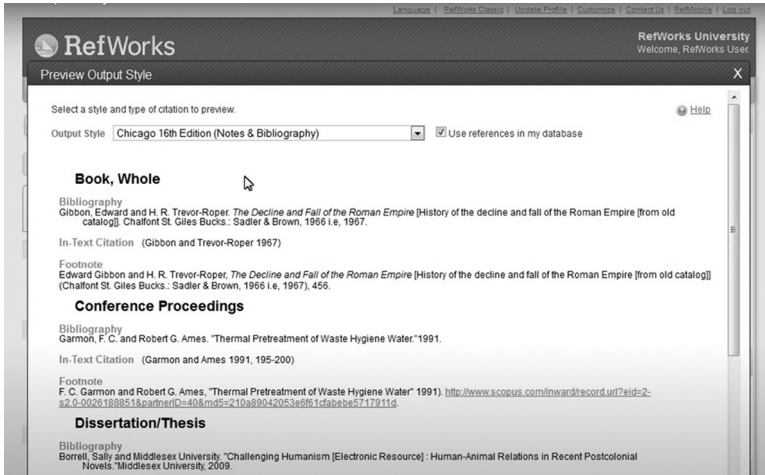 Language | RefWorks Classic | Update Profile | Customize | Contact Us | RefMobile | Log out
RefWorks
RefWorks University
Welcome, RefWorks User.
Preview Output Style X
Select a style and type of citation to preview.
Help
Output Style Chicago 16th Edition (Notes & Bibliography) Use references in my database
Book, Whole
Bibliography
Gibbon, Edward and H. R. Trevor-Roper. The Decline and Fall of the Roman Empire [History of the decline and fall of the Roman Empire [from old
catalog]]. Chalfont St. Giles Bucks.: Sadler & Brown, 1966 i.e, 1967.
In-Text Citation (Gibbon and Trevor-Roper 1967)
Footnote
Edward Gibbon and H. R. Trevor-Roper, The Decline and Fall of the Roman Empire [History of the decline and fall of the Roman Empire [from old catalog]]
(Chalfont St. Giles Bucks.: Sadler & Brown, 1966 i.e, 1967), 456.
Conference Proceedings
Bibliography
Garmon, F. C. and Robert G. Ames. "Thermal Pretreatment of Waste Hygiene Water."1991.
In-Text Citation (Garmon and Ames 1991, 195-200)
Footnote
F. C. Garmon and Robert G. Ames, "Thermal Pretreatment of Waste Hygiene Water" 1991). http://www.scopus.com/inward/record.url?eid=2-
s2.0-0026188851&partnerID=40&md5=210a89042053e6f61cfabebe5717911d.
Dissertation/Thesis
Bibliography
Borrell, Sally and Middlesex University. "Challenging Humanism [Electronic Resource] : Human-Animal Relations in Recent Postcolonial
Novels."Middlesex University, 2009.